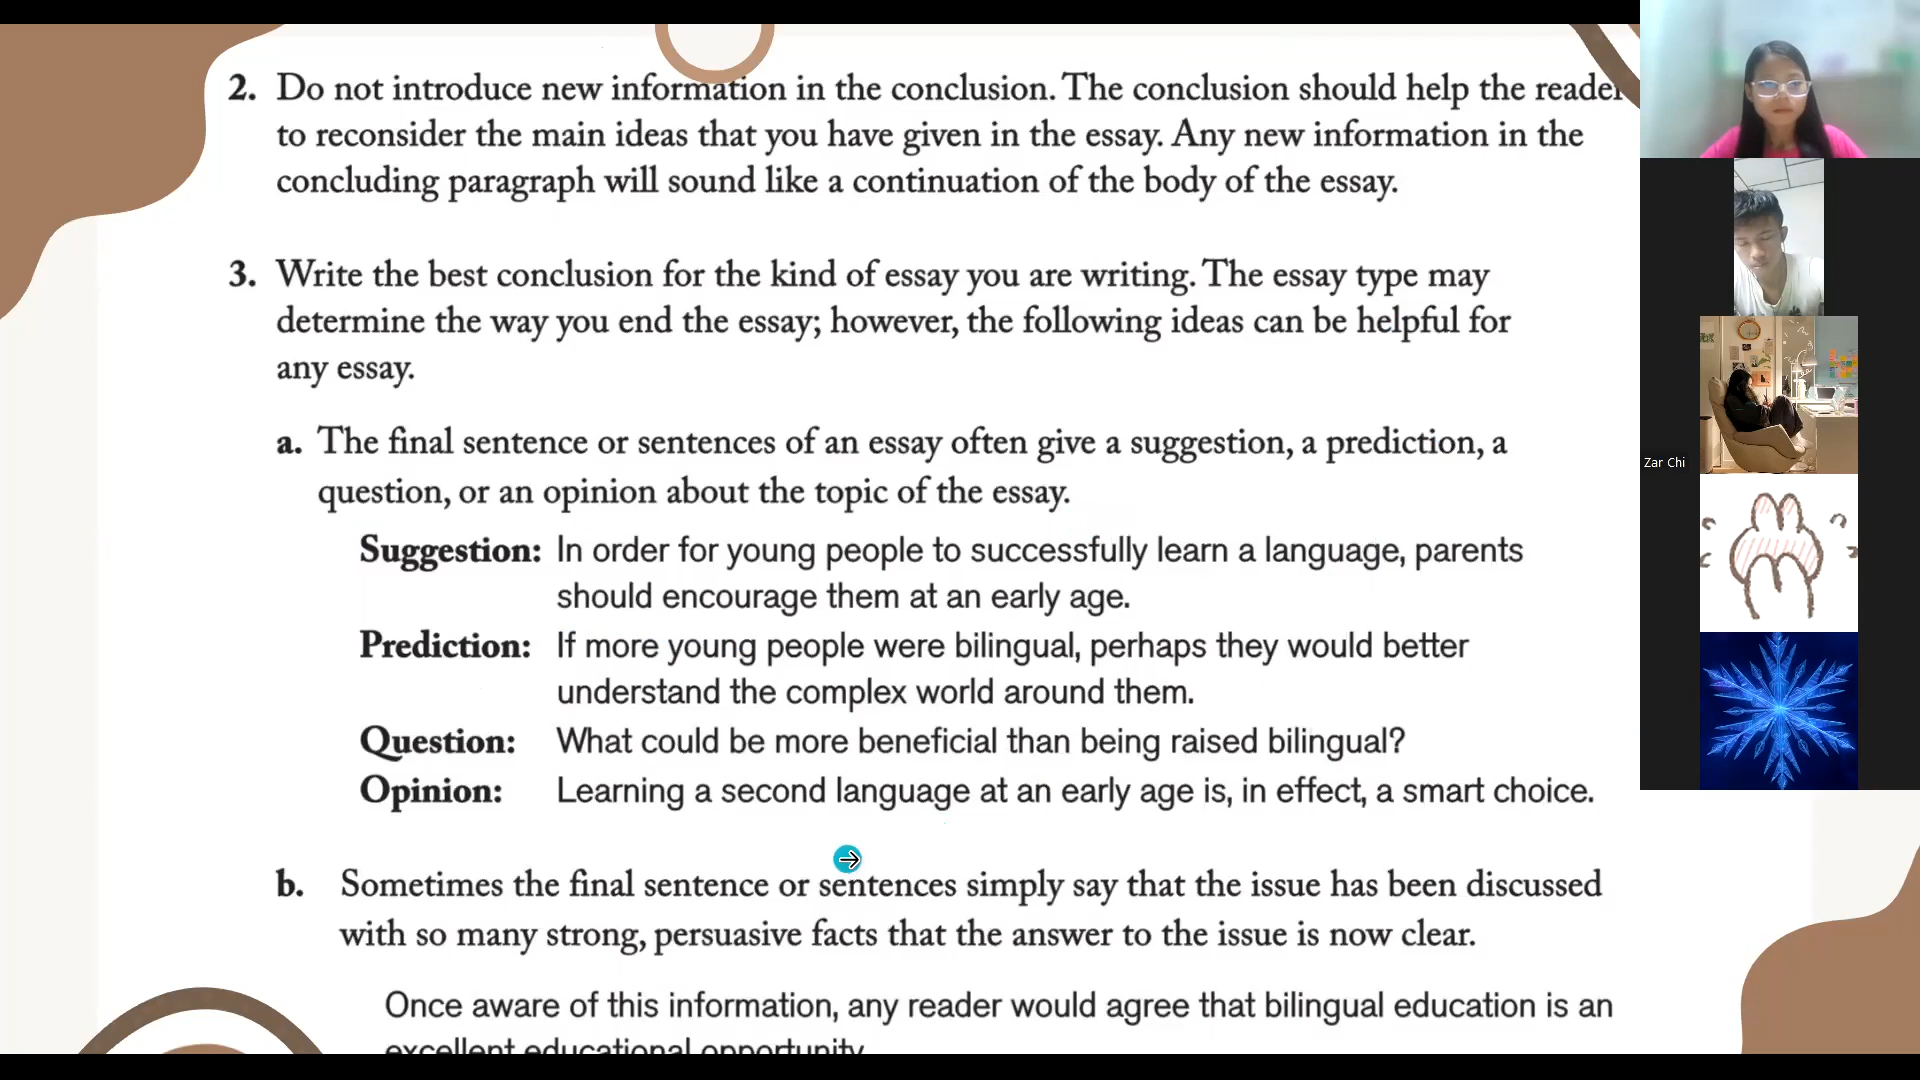 2. Do not introduce new information in the conclusion. The conclusion should help the reader
to reconsider the main ideas that you have given in the essay. Any new information in the
concluding paragraph will sound like a continuation of the body of the essay.
3. Write the best conclusion for the kind of essay you are writing. The essay type may
determine the way you end the essay; however, the following ideas can be helpful for
any essay.
a. The final sentence or sentences of an essay often give a suggestion, a prediction, a
question, or an opinion about the topic of the essay.
Suggestion: In order for young people to successfully learn a language, parents
should encourage them at an early age.
Prediction: If more young people were bilingual, perhaps they would better
understand the complex world around them.
Question: What could be more beneficial than being raised bilingual?
Opinion: Learning a second language at an early age is, in effect, a smart choice.
b. Sometimes the final sentence or sentences simply say that the issue has been discussed
with so many strong, persuasive facts that the answer to the issue is now clear.
Once aware of this information, any reader would agree that bilingual education is an
excellent educational opportunity.
Zar Chi